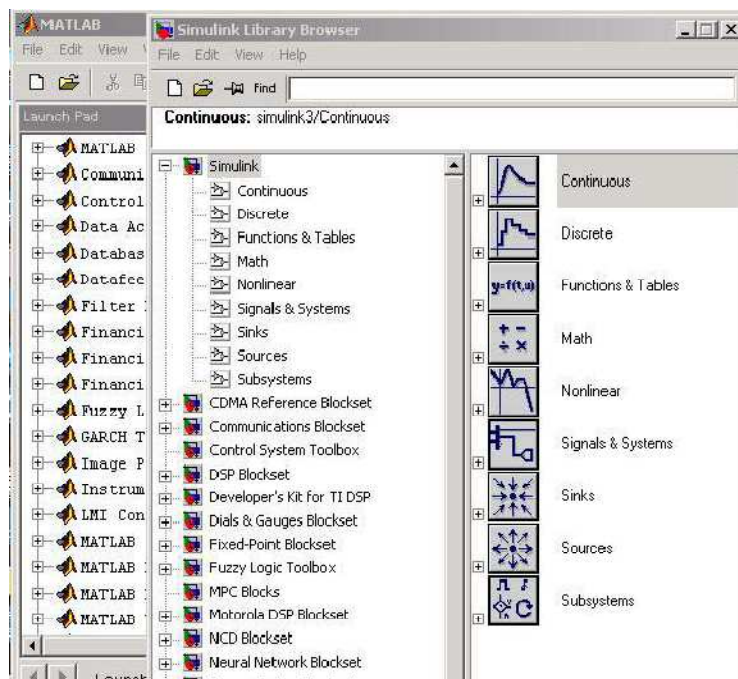 MATLAB
File Edit View
Launch Pad
MATLAB
Communi
Control
Data Ac
Databas
Datafee
Filter
Financi
Financi
Financi
Fuzzy L
GARCH T
Image P
Instrum
LMI Con
MATLAB
MATLAB
MATLAB
MATLAB
Simulink Library Browser
File Edit View Help
Find
Continuous: simulink3/Continuous
Simulink
Continuous
Discrete
Functions & Tables
Math
Nonlinear
Signals & Systems
Sinks
Sources
Subsystems
CDMA Reference Blockset
Communications Blockset
Control System Toolbox
DSP Blockset
Developer's Kit for TI DSP
Dials & Gauges Blockset
Fixed-Point Blockset
Fuzzy Logic Toolbox
MPC Blocks
Motorola DSP Blockset
NCD Blockset
Neural Network Blockset
Continuous
Discrete
y=f(t,u) Functions & Tables
Math
Nonlinear
Signals & Systems
Sinks
Sources
Subsystems